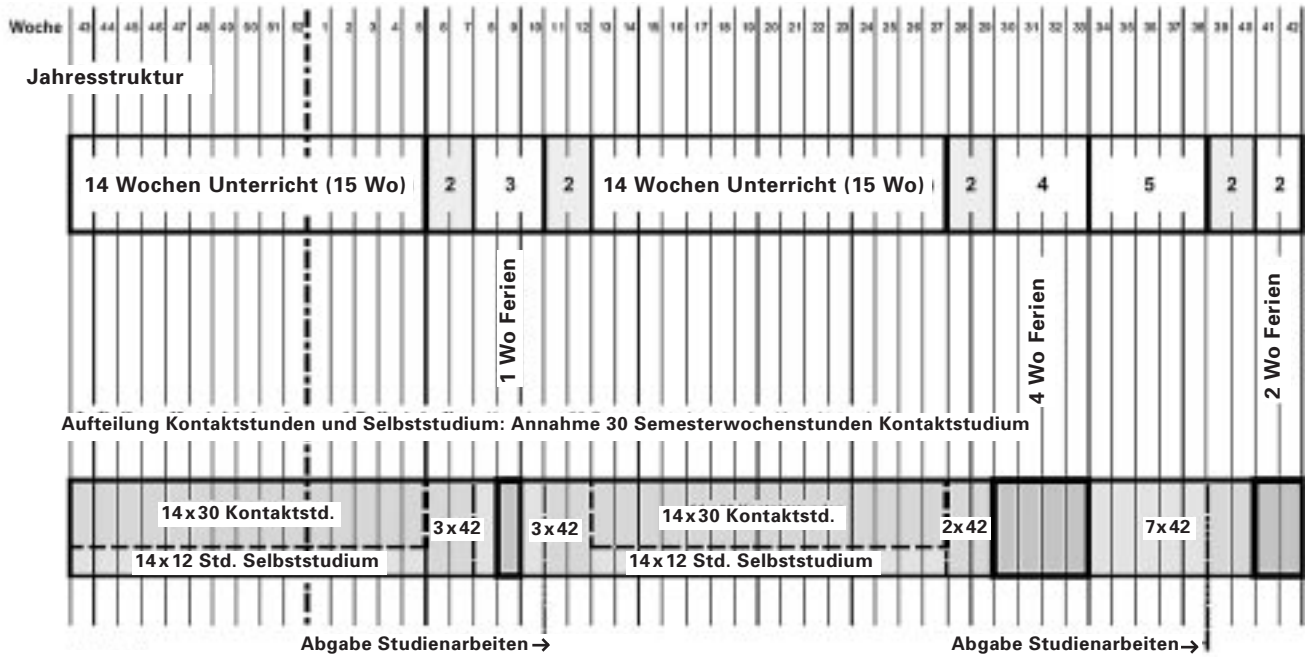 Woche 43 44 45 46 47 48 49 50 51 52 1 2 3 4 5 6 7 8 9 10 11 12 13 14 15 16 17 18 19 20 21 22 23 24 25 26 27 28 29 30 31 32 33 34 35 36 37 38 39 40 41 42
Jahresstruktur
14 Wochen Unterricht (15 Wo) 2 3 2 14 Wochen Unterricht (15 Wo) 2 4 5 2 2
1 Wo Ferien
4 Wo Ferien
2 Wo Ferien
Aufteilung Kontaktstunden und Selbststudium: Annahme 30 Semesterwochenstunden Kontaktstudium
14x30 Kontaktstd. 3x42 3x42 14x30 Kontaktstd. 2x42 7x42
14x12 Std. Selbststudium 14x12 Std. Selbststudium
Abgabe Studienarbeiten→ Abgabe Studienarbeiten→